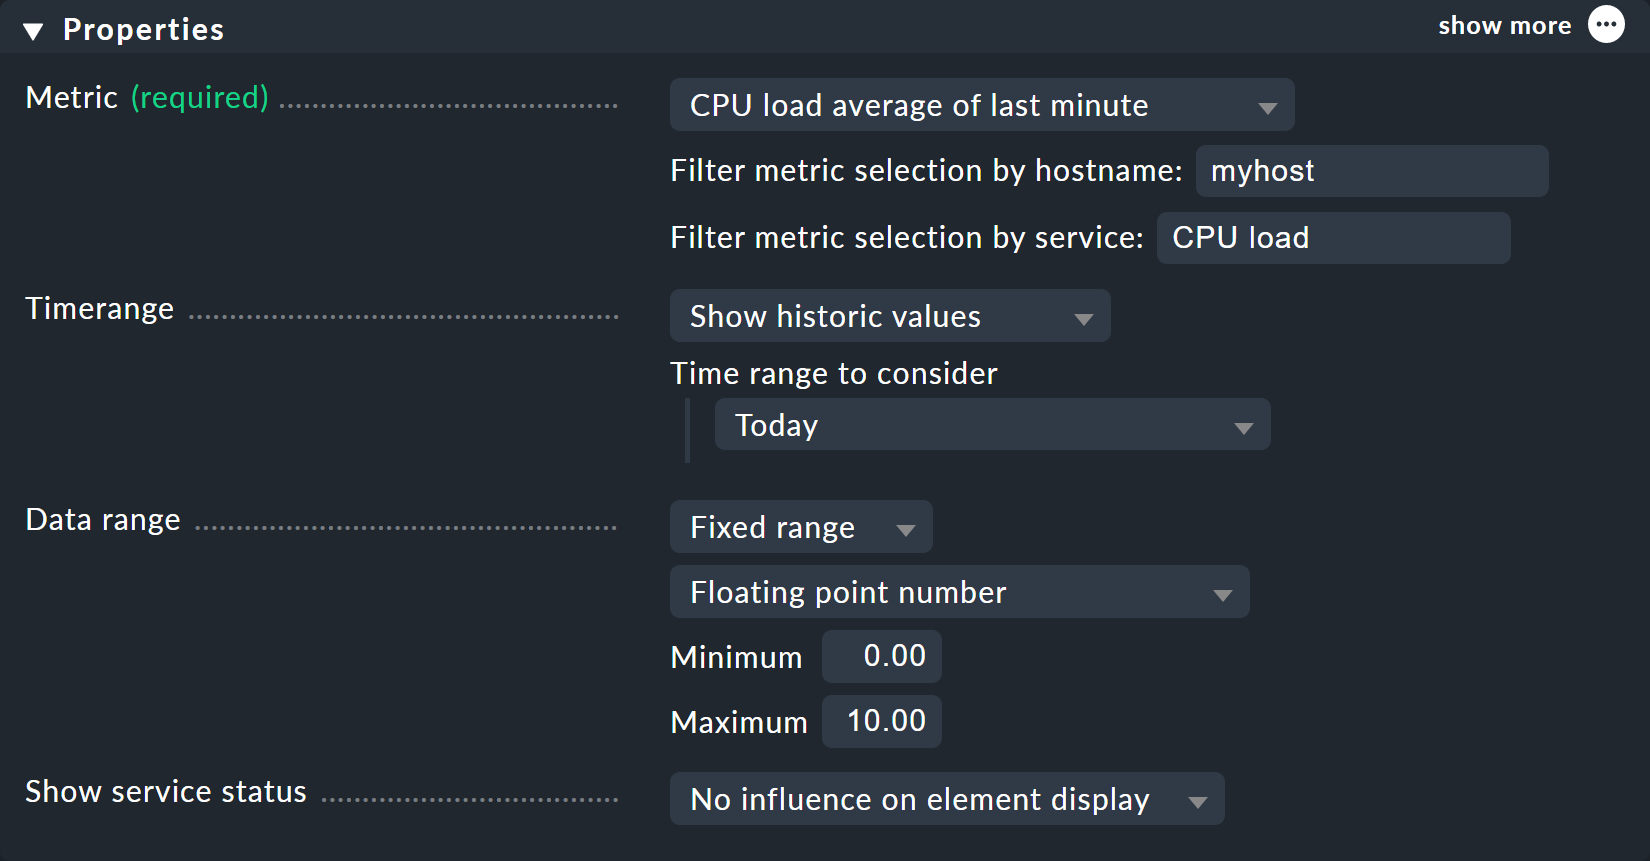 Properties
show more
Metric (required)
CPU load average of last minute
Filter metric selection by hostname: myhost
Filter metric selection by service: CPU load
Timerange
Show historic values
Time range to consider
Today
Data range
Fixed range
Floating point number
Minimum 0.00
Maximum 10.00
Show service status
No influence on element display